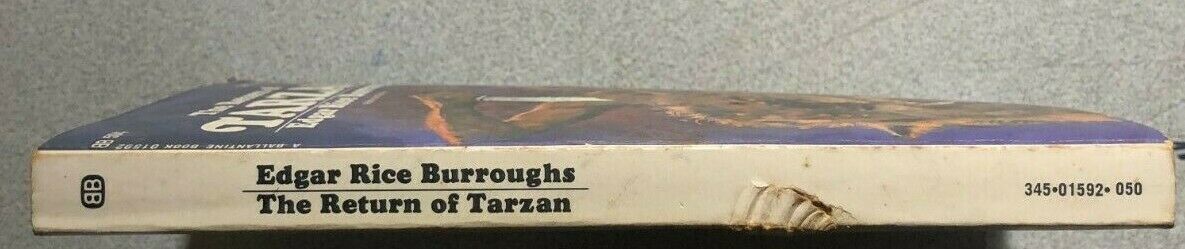 BB
Edgar Rice Burroughs
The Return of Tarzan
345•01592•050
A BALLANTINE BOOK 01592